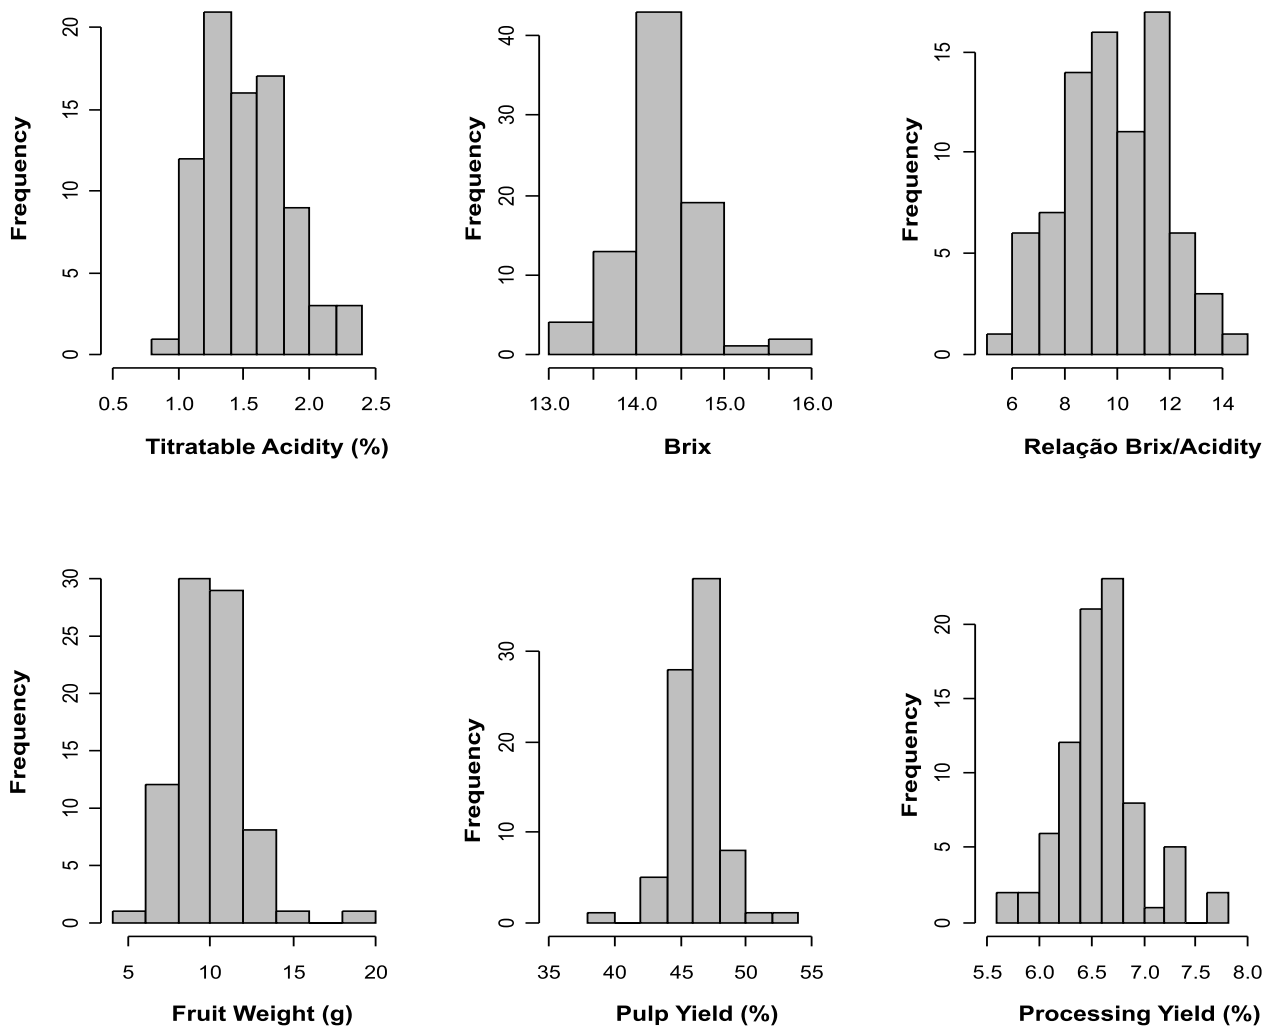 Frequency
20
15
10
5
0
0.5 1.0 1.5 2.0 2.5
Titratable Acidity (%)
Frequency
40
30
20
10
0
13.0 14.0 15.0 16.0
Brix
Frequency
15
10
5
0
6 8 10 12 14
Relação Brix/Acidity
Frequency
30
25
20
15
10
5
0
5 10 15 20
Fruit Weight (g)
Frequency
30
20
10
0
35 40 45 50 55
Pulp Yield (%)
Frequency
20
15
10
5
0
5.5 6.0 6.5 7.0 7.5 8.0
Processing Yield (%)